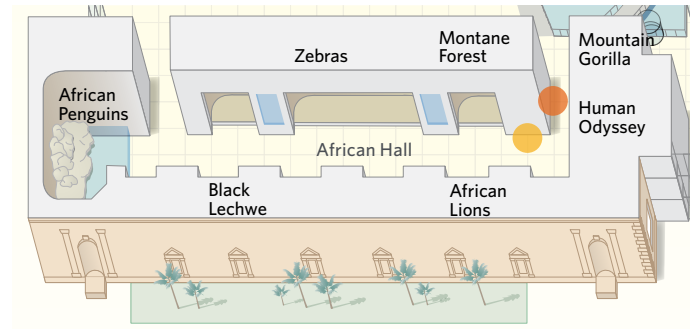 Montane
Forest
Mountain
Gorilla
Zebras
African
Penguins
Human
Odyssey
African Hall
Black
Lechwe
African
Lions